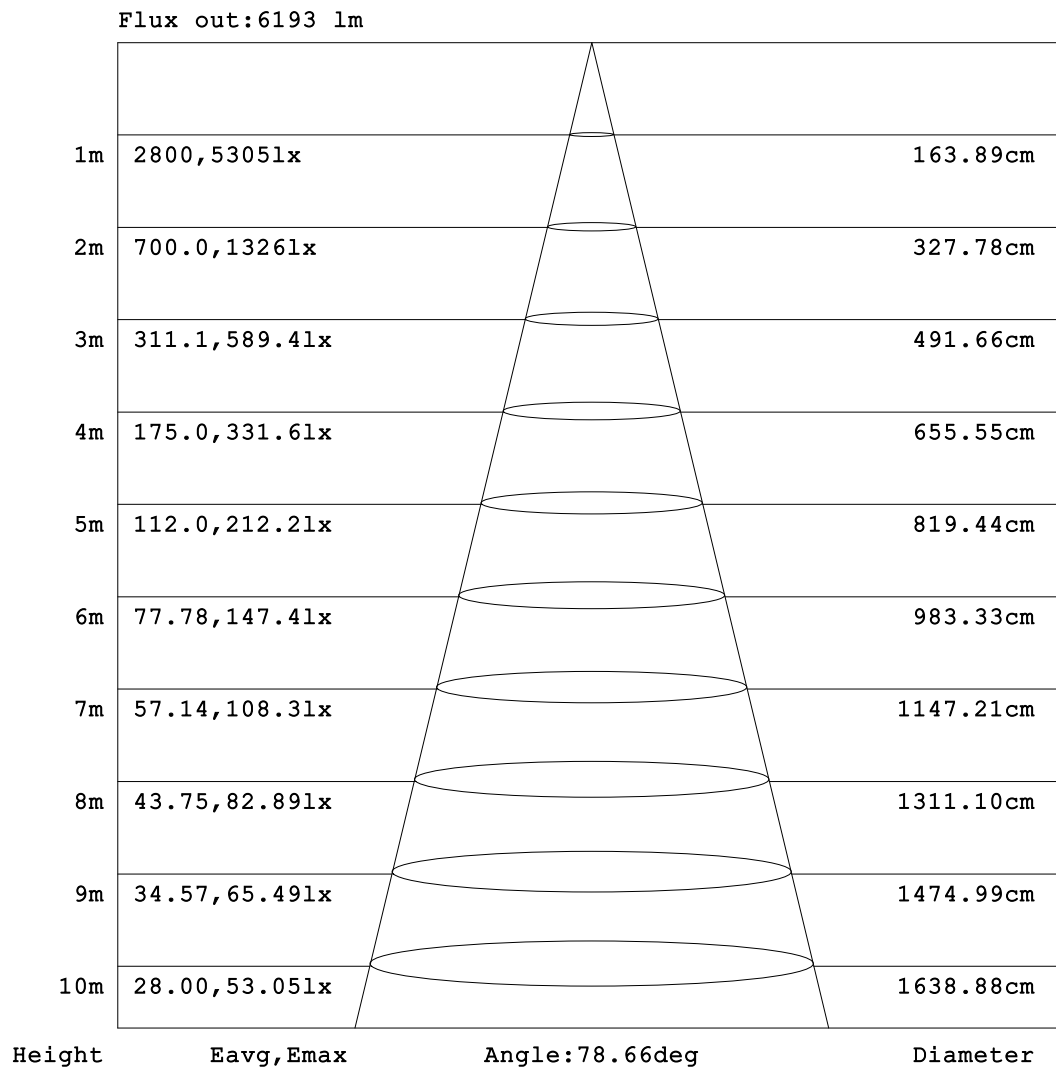 Flux out:6193 lm
1m 2800,5305lx 163.89cm
2m 700.0,1326lx 327.78cm
3m 311.1,589.4lx 491.66cm
4m 175.0,331.6lx 655.55cm
5m 112.0,212.2lx 819.44cm
6m 77.78,147.4lx 983.33cm
7m 57.14,108.3lx 1147.21cm
8m 43.75,82.89lx 1311.10cm
9m 34.57,65.49lx 1474.99cm
10m 28.00,53.05lx 1638.88cm
Height Eavg,Emax Angle:78.66deg Diameter